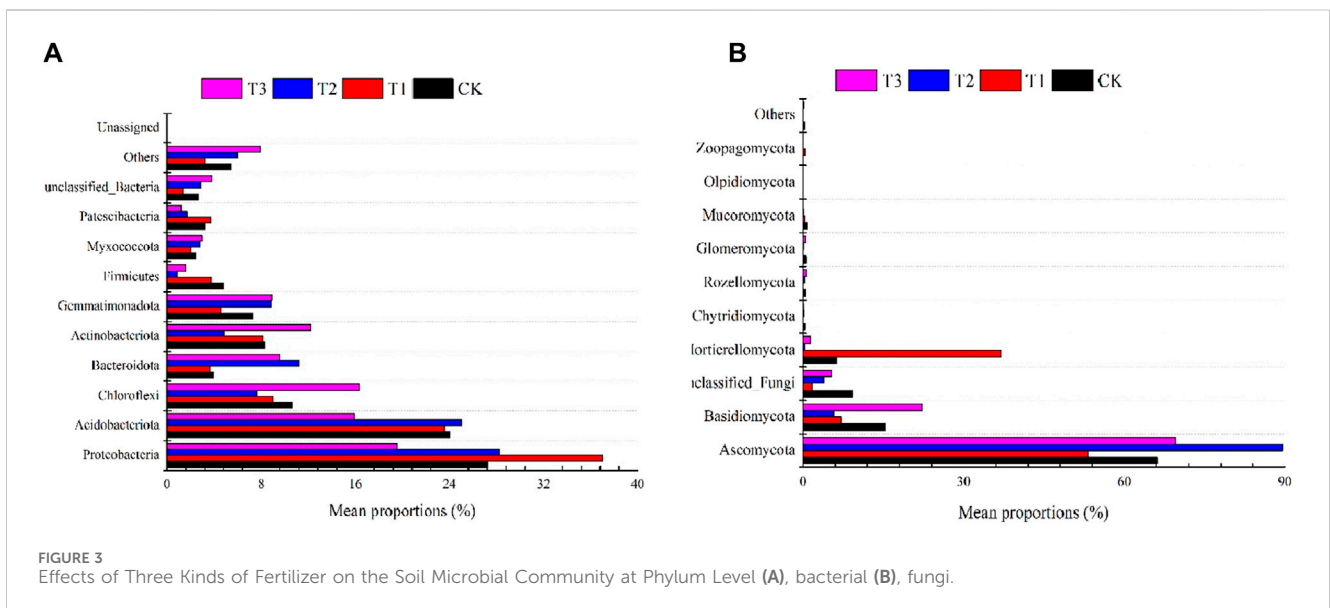 A
T3 T2 T1 CK
Unassigned
Others
unclassified_Bacteria
Patescibacteria
Myxococcota
Firmicutes
Gemmatimonadota
Actinobacteriota
Bacteroidota
Chloroflexi
Acidobacteriota
Proteobacteria
0 8 16 24 32 40
Mean proportions (%)
B
T3 T2 T1 CK
Others
Zoopagomycota
Olpidiomycota
Mucoromycota
Glomeromycota
Rozellomycota
Chytridiomycota
Mortierellomycota
nclassified_Fungi
Basidiomycota
Ascomycota
0 30 60 90
Mean proportions (%)
FIGURE 3
Effects of Three Kinds of Fertilizer on the Soil Microbial Community at Phylum Level (A), bacterial (B), fungi.